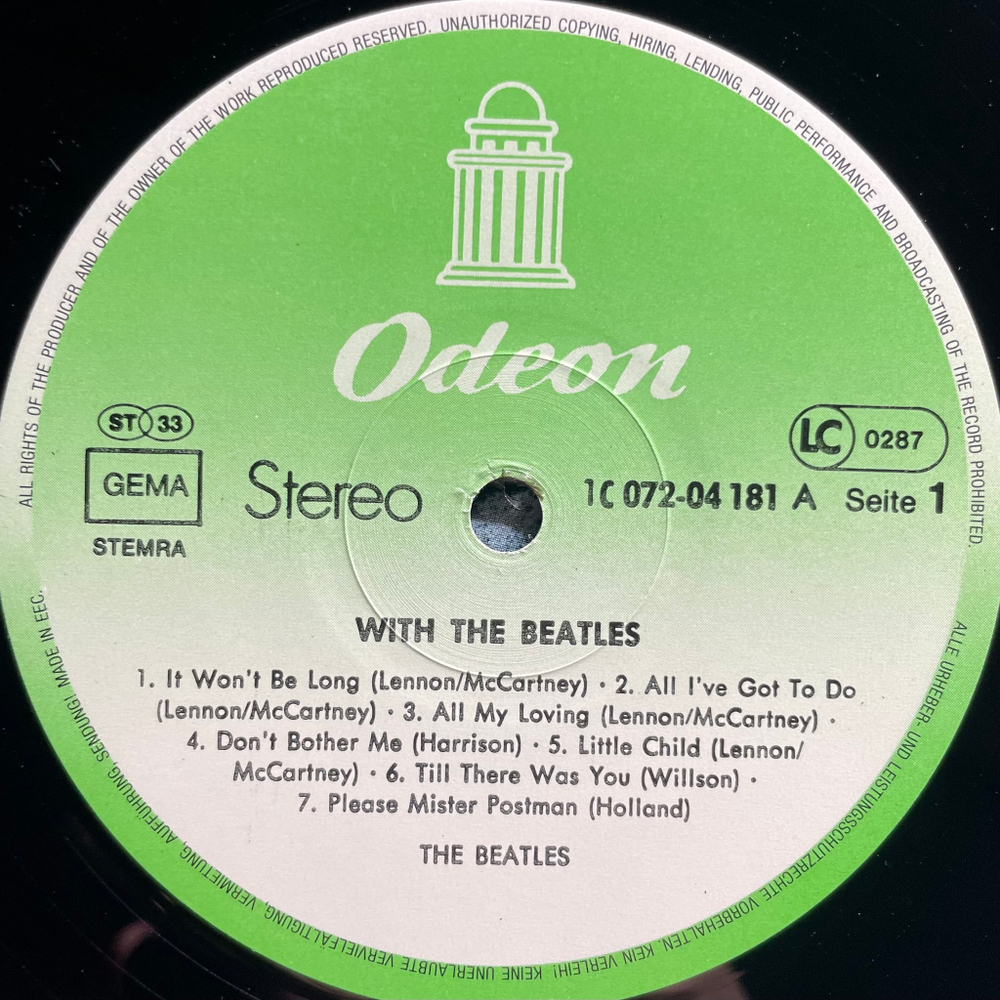 ALL RIGHTS OF THE PRODUCER AND OF THE OWNER OF THE WORK REPRODUCED RESERVED. UNAUTHORIZED COPYING, HIRING, LENDING, PUBLIC PERFORMANCE AND BROADCASTING OF THE RECORD PROHIBITED.
Odeon
ST 33
LC 0287
GEMA
STEMRA
Stereo
1C 072-04 181 A Seite 1
WITH THE BEATLES
1. It Won't Be Long (Lennon/McCartney) · 2. All I've Got To Do
(Lennon/McCartney) · 3. All My Loving (Lennon/McCartney) ·
4. Don't Bother Me (Harrison) · 5. Little Child (Lennon/
McCartney) · 6. Till There Was You (Willson) ·
7. Please Mister Postman (Holland)
THE BEATLES
ALLE URHEBER- UND LEISTUNGSSCHUTZRECHTE VORBEHALTEN. KEIN VERLEIH! KEINE UNERLAUBTE VERVIELFÄLTIGUNG, VERMIETUNG, AUFFÜHRUNG, SENDUNG! MADE IN EEC.